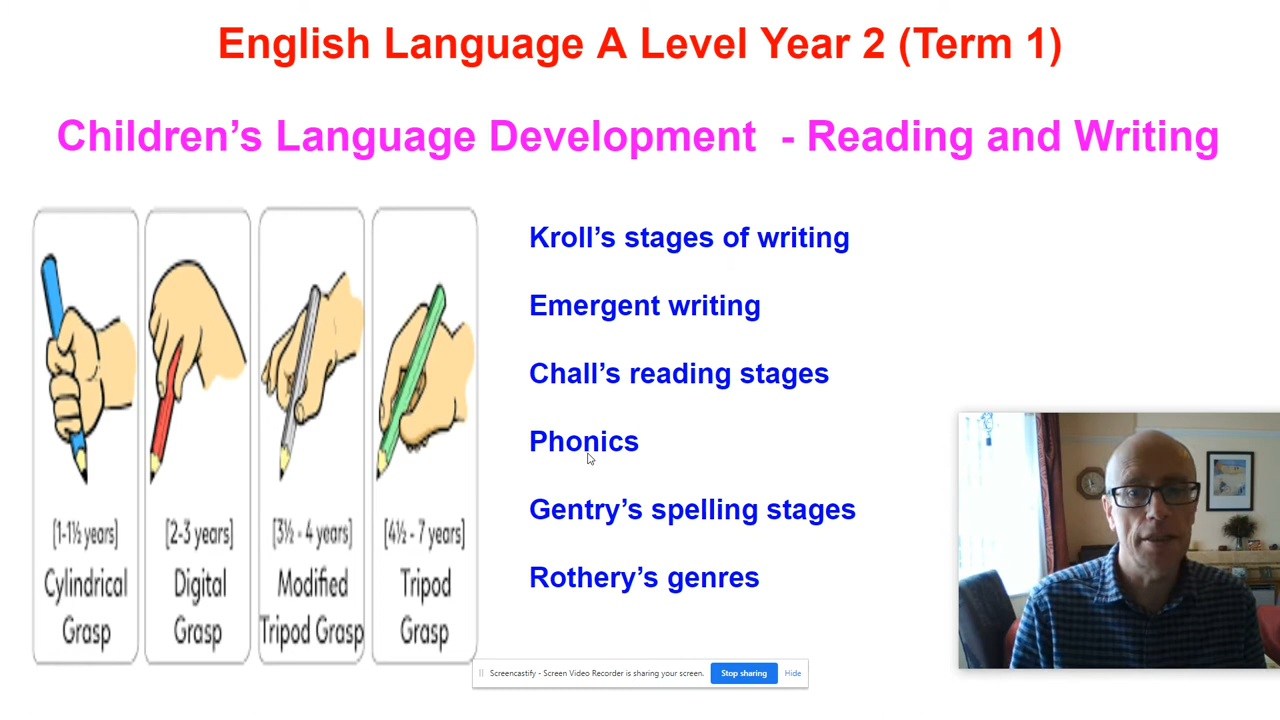 English Language A Level Year 2 (Term 1)
Children’s Language Development - Reading and Writing
[1-1½ years]
Cylindrical
Grasp
[2-3 years]
Digital
Grasp
[3½ - 4 years]
Modified
Tripod Grasp
[4½ - 7 years]
Tripod
Grasp
Kroll’s stages of writing
Emergent writing
Chall’s reading stages
Phonics
Gentry’s spelling stages
Rothery’s genres
Screencastify - Screen Video Recorder is sharing your screen. Stop sharing Hide